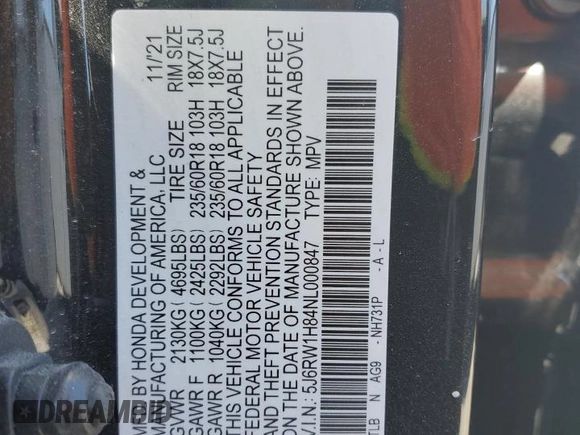 BY HONDA DEVELOPMENT &
MANUFACTURING OF AMERICA, LLC 11/'21
GVWR 2130KG (4695LBS) TIRE SIZE RIM SIZE
GAWR F 1100KG (2425LBS) 235/60R18 103H 18X7.5J
GAWR R 1040KG (2292LBS) 235/60R18 103H 18X7.5J
THIS VEHICLE CONFORMS TO ALL APPLICABLE
FEDERAL MOTOR VEHICLE SAFETY
AND THEFT PREVENTION STANDARDS IN EFFECT
ON THE DATE OF MANUFACTURE SHOWN ABOVE.
V.I.N.: 5J6RW1H84NL000847 TYPE: MPV
TLB N AG9 - NH731P - A - L
DREAMBID